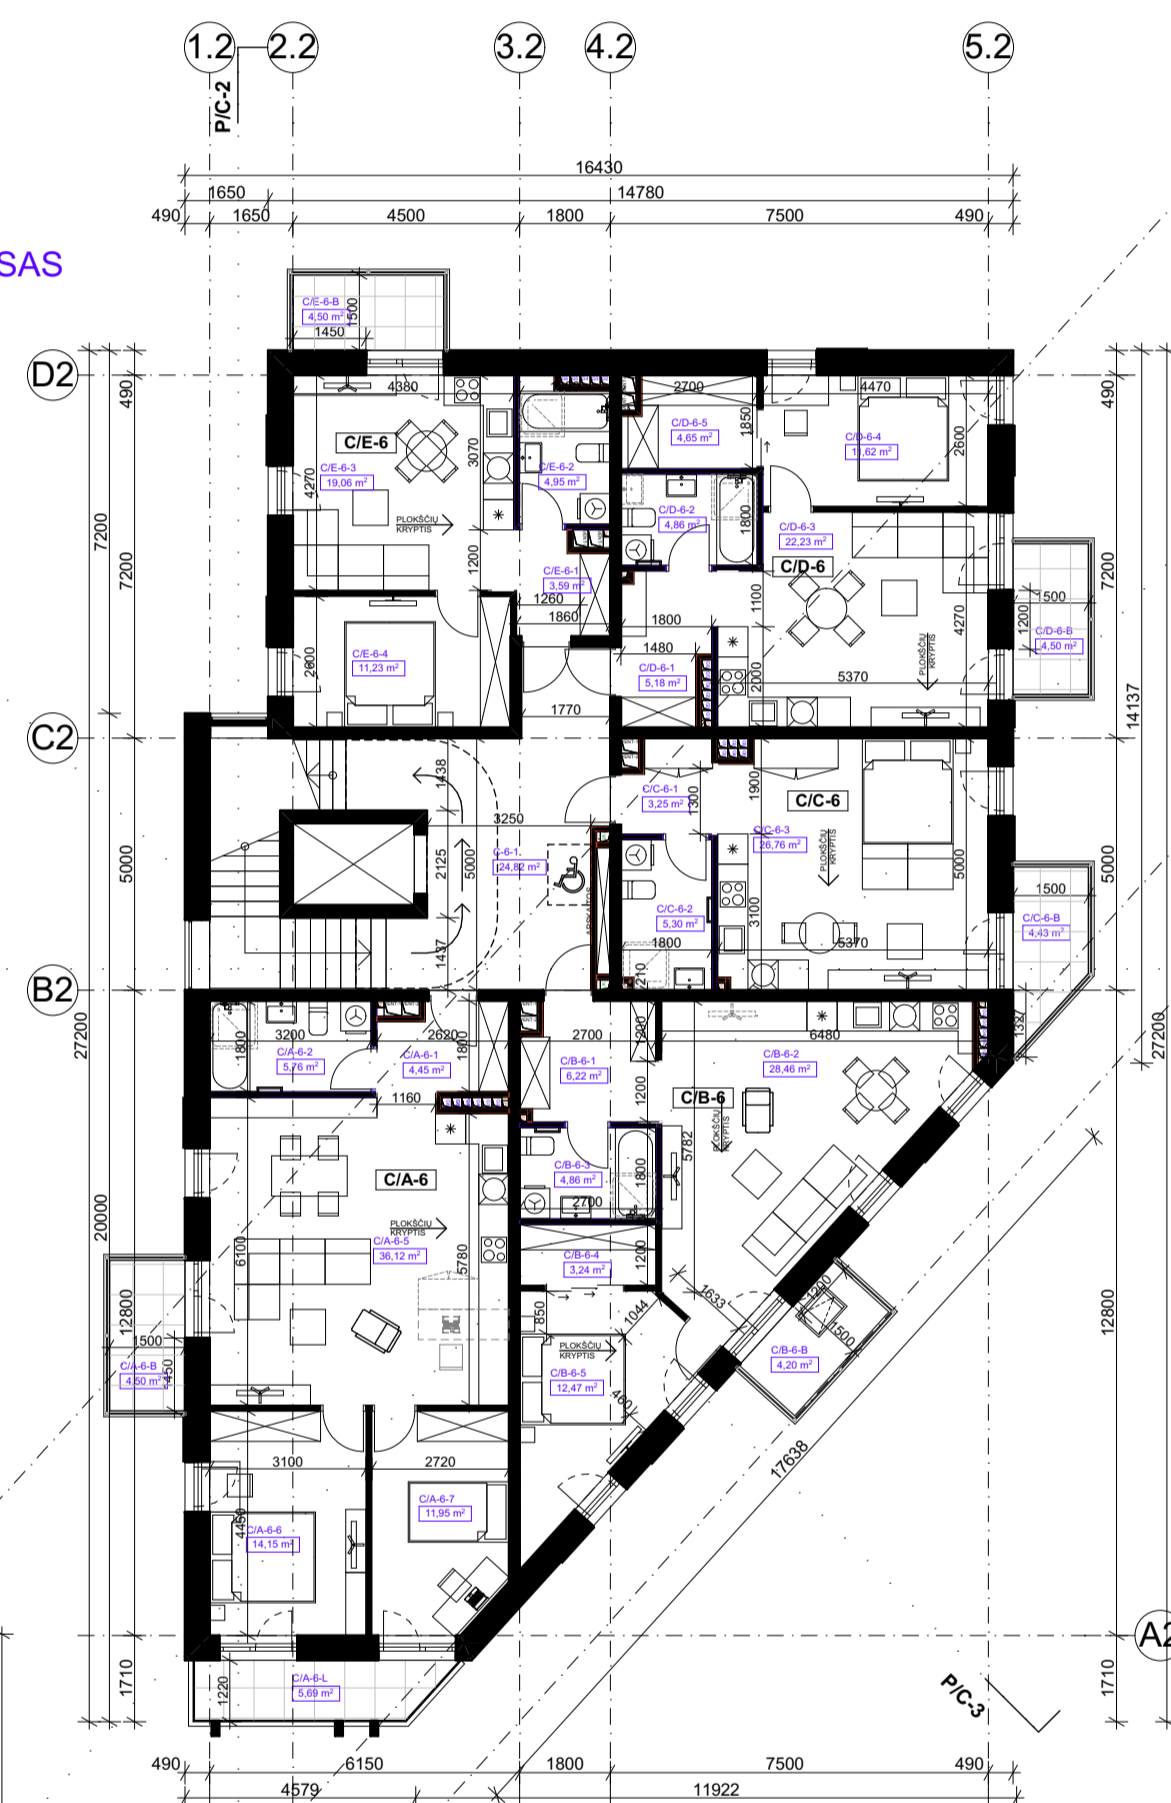 1.2
2.2
3.2
4.2
5.2
P/C-2
16430
1650
14780
490
1650
4500
1800
7500
490
SAS
C/E-6-B
4,50 m²
1500
1450
D2
490
4380
2700
4470
490
C/E-6
C/E-6-3
19,06 m²
4270
3070
C/E-6-2
4,95 m²
C/D-6-5
4,65 m²
1850
C/D-6-4
11,62 m²
2600
PLOKŠČIŲ
KRYPTIS
C/D-6-2
4,86 m²
1800
C/D-6-3
22,23 m²
C/D-6
7200
7200
1200
C/E-6-1
3,59 m²
1260
1860
1800
1100
4270
1500
1200
7200
C/D-6-B
4,50 m²
C/E-6-4
11,23 m²
2600
1480
C/D-6-1
5,18 m²
2000
PLOKŠČIŲ
KRYPTIS
5370
1770
14137
C2
1438
3250
2125
5000
C-6-1
24,82 m²
1437
C/C-6-1
3,25 m²
1300
1900
C/C-6
C/C-6-3
26,76 m²
PLOKŠČIŲ
KRYPTIS
5000
5000
5000
C/C-6-2
5,30 m²
3100
1800
5370
1500
C/C-6-B
4,43 m²
B2
27200
3200
1800
C/A-6-2
5,76 m²
2620
C/A-6-1
4,45 m²
1800
1160
2700
C/B-6-1
6,22 m²
1200
6480
C/B-6-2
28,46 m²
27200
C/B-6
PLOKŠČIŲ
KRYPTIS
5782
C/A-6
C/B-6-3
4,86 m²
1800
2700
PLOKŠČIŲ
KRYPTIS
C/A-6-5
36,12 m²
6100
5780
C/B-6-4
3,24 m²
1200
20000
12800
12800
1500
C/A-6-B
4,50 m²
1450
850
1044
1633
1200
1500
C/B-6-B
4,20 m²
PLOKŠČIŲ
KRYPTIS
C/B-6-5
12,47 m²
460
17638
3100
2720
C/A-6-7
11,95 m²
4450
C/A-6-6
14,15 m²
A2
1710
1220
C/A-6-L
5,69 m²
P/C-3
1710
490
6150
1800
7500
490
4579
11922